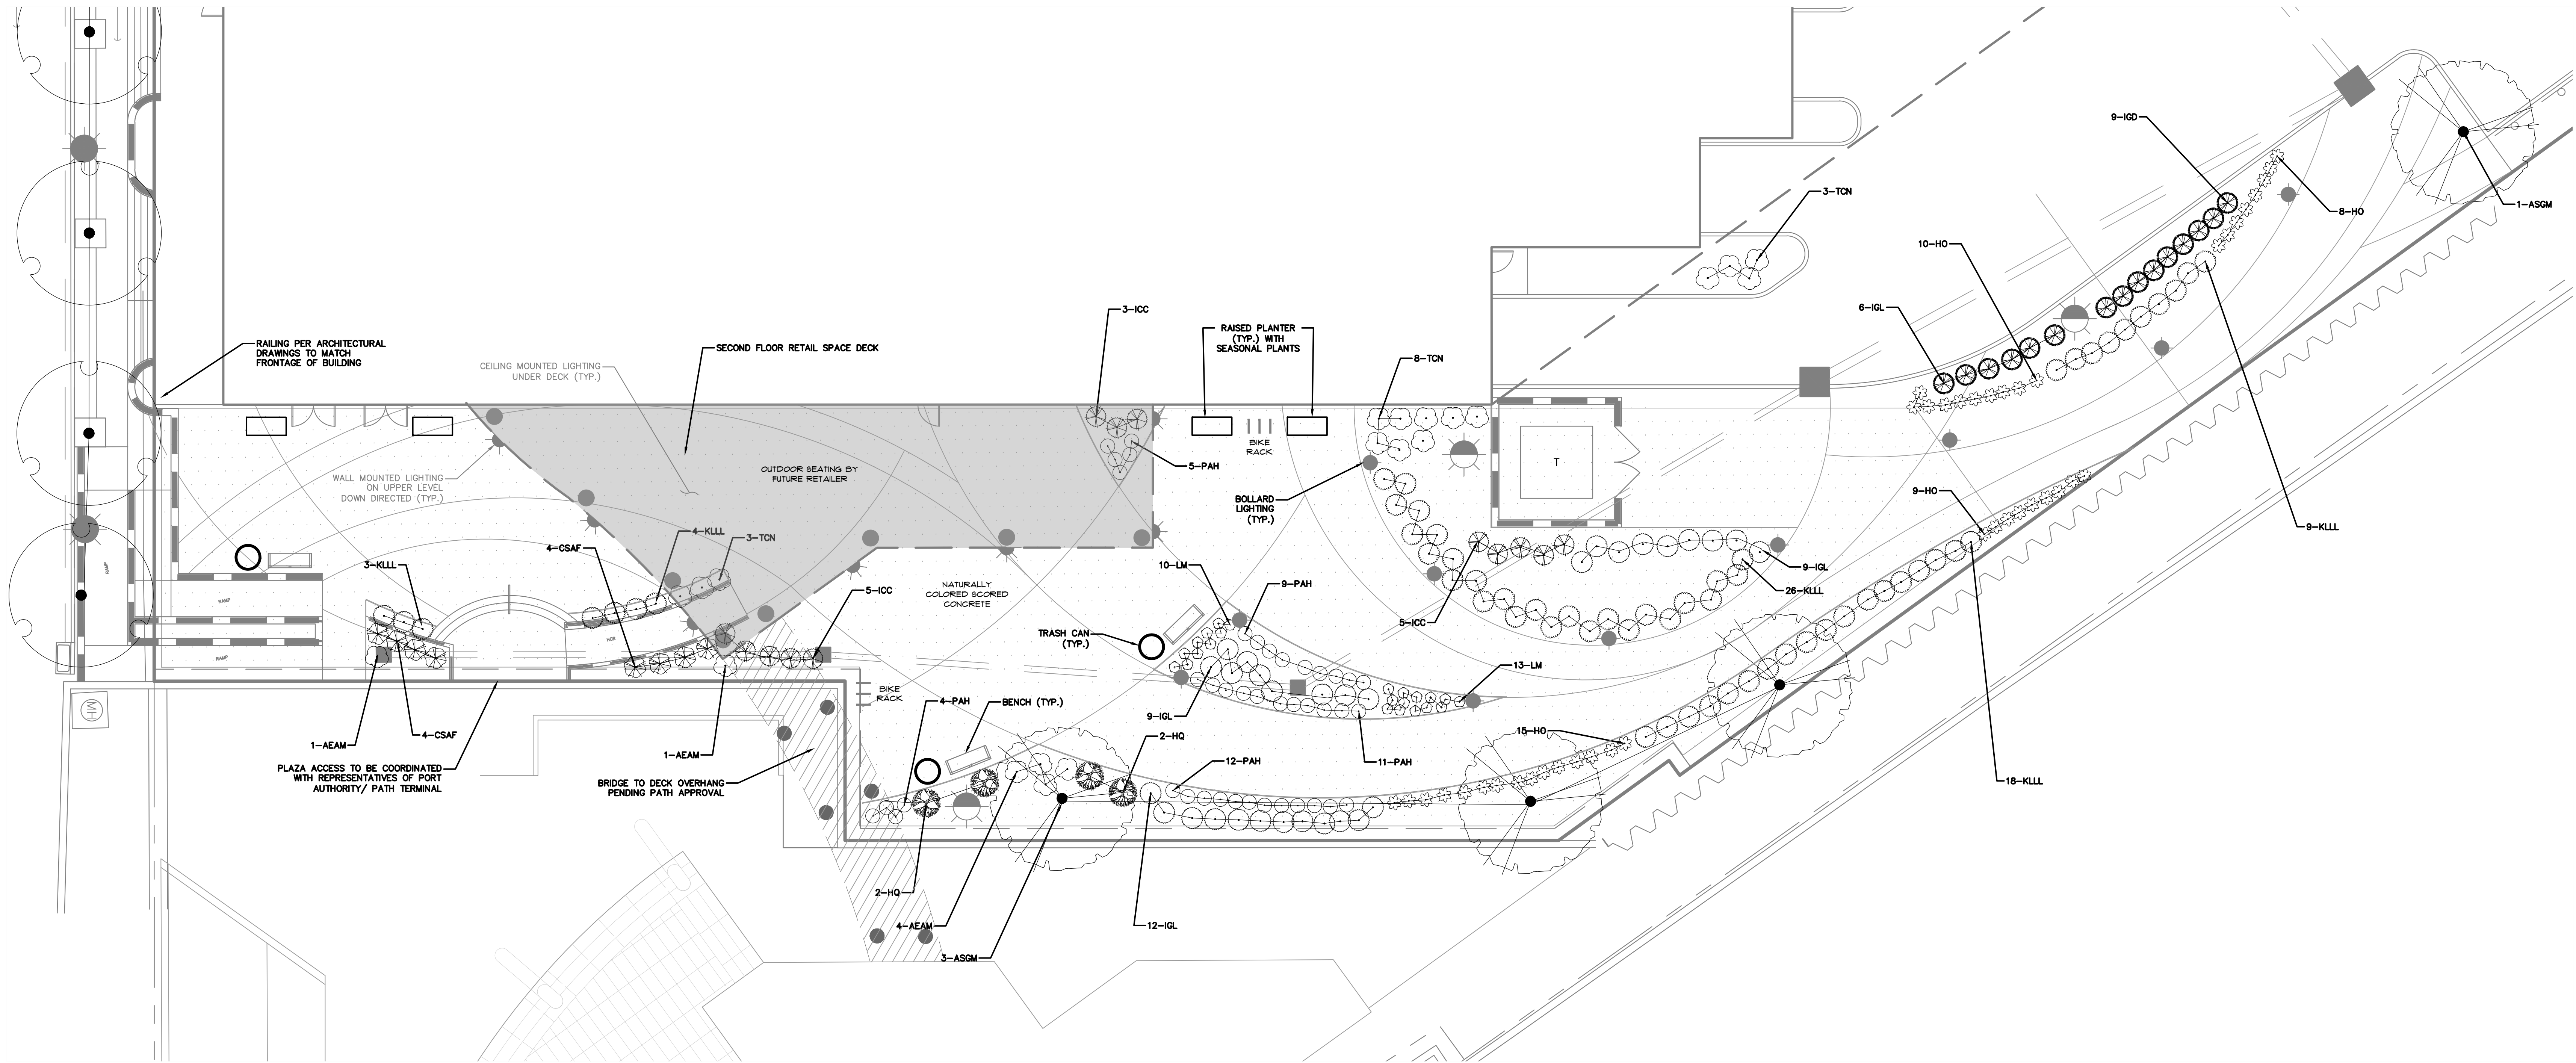 9-IGD
3-TCN
8-HO
1-ASGM
10-HO
6-IGL
3-ICC
RAISED PLANTER
(TYP.) WITH
SEASONAL PLANTS
RAILING PER ARCHITECTURAL
DRAWINGS TO MATCH
FRONTAGE OF BUILDING
SECOND FLOOR RETAIL SPACE DECK
CEILING MOUNTED LIGHTING
UNDER DECK (TYP.)
8-TCN
BIKE
RACK
T
5-PAH
OUTDOOR SEATING BY
FUTURE RETAILER
WALL MOUNTED LIGHTING
ON UPPER LEVEL
DOWN DIRECTED (TYP.)
BOLLARD
LIGHTING
(TYP.)
9-HO
9-KLLL
4-KLLL
3-TCN
4-CSAF
3-KLLL
RAMP
10-LM
9-PAH
9-IGL
26-KLLL
5-ICC
NATURALLY
COLORED SCORED
CONCRETE
5-ICC
RAMP
RAMP
TRASH CAN
(TYP.)
13-LM
BIKE
RACK
4-PAH
BENCH (TYP.)
9-IGL
2-HQ
MH
1-AEAM
4-CSAF
1-AEAM
15-HO
12-PAH
11-PAH
PLAZA ACCESS TO BE COORDINATED
WITH REPRESENTATIVES OF PORT
AUTHORITY/ PATH TERMINAL
BRIDGE TO DECK OVERHANG
PENDING PATH APPROVAL
18-KLLL
2-HQ
4-AEAM
12-IGL
3-ASGM